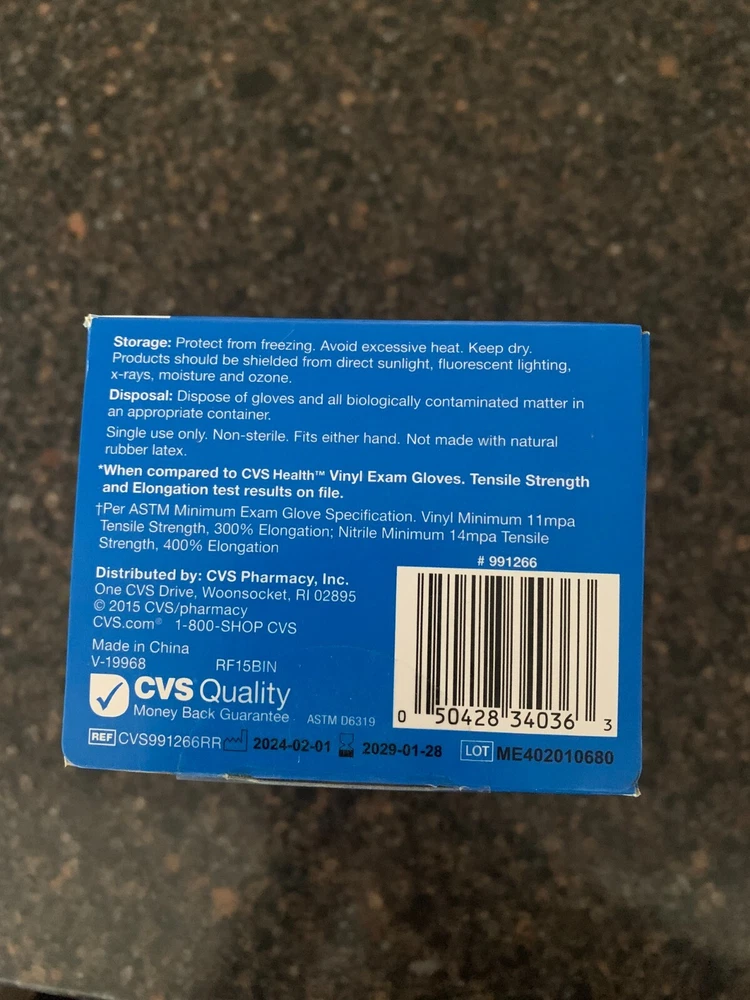 Storage: Protect from freezing. Avoid excessive heat. Keep dry.
Products should be shielded from direct sunlight, fluorescent lighting,
x-rays, moisture and ozone.
Disposal: Dispose of gloves and all biologically contaminated matter in
an appropriate container.
Single use only. Non-sterile. Fits either hand. Not made with natural
rubber latex.
*When compared to CVS Health™ Vinyl Exam Gloves. Tensile Strength
and Elongation test results on file.
†Per ASTM Minimum Exam Glove Specification. Vinyl Minimum 11mpa
Tensile Strength, 300% Elongation; Nitrile Minimum 14mpa Tensile
Strength, 400% Elongation
# 991266
Distributed by: CVS Pharmacy, Inc.
One CVS Drive, Woonsocket, RI 02895
© 2015 CVS/pharmacy
CVS.com® 1-800-SHOP CVS
Made in China
V-19968 RF15BIN
CVS Quality
Money Back Guarantee
ASTM D6319
0 50428 34036 3
REF CVS991266RR 2024-02-01 2029-01-28 LOT ME402010680